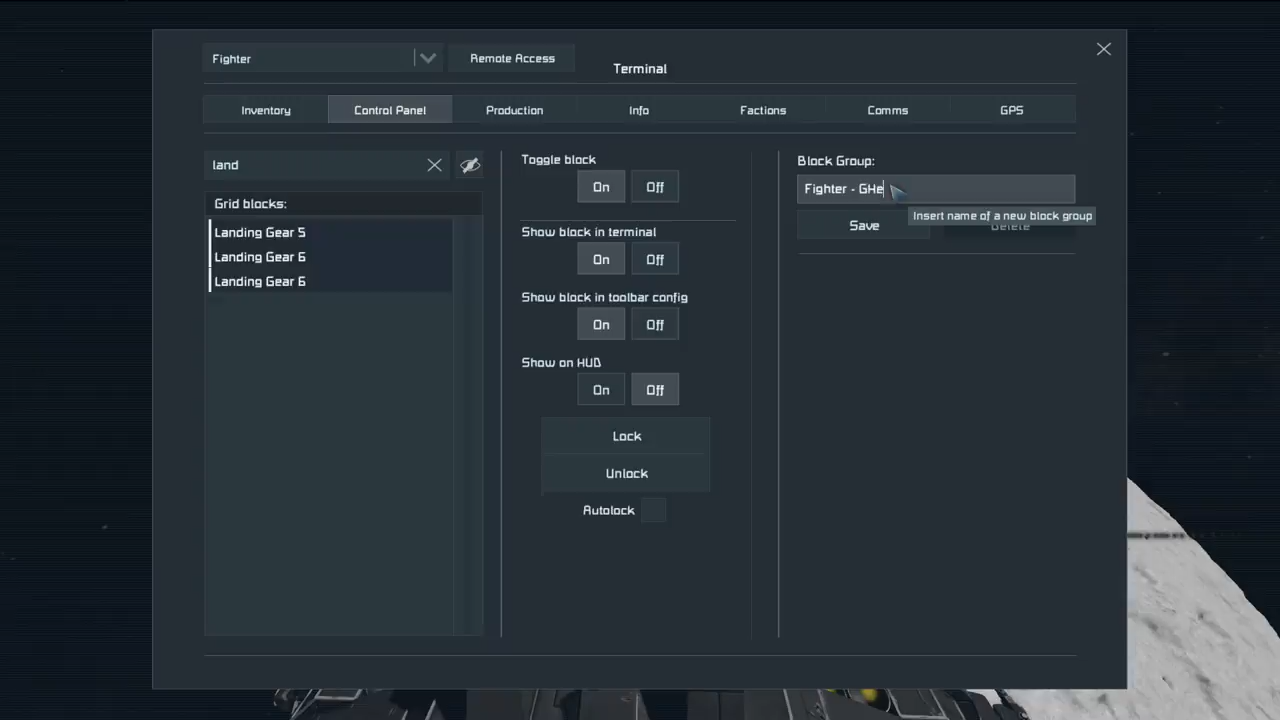 Fighter
Remote Access
Terminal
Inventory
Control Panel
Production
Info
Factions
Comms
GPS
land
Grid blocks:
Landing Gear 5
Landing Gear 6
Landing Gear 6
Toggle block
On
Off
Show block in terminal
On
Off
Show block in toolbar config
On
Off
Show on HUD
On
Off
Lock
Unlock
Autolock
Block Group:
Fighter - GHe
Insert name of a new block group
Save
Delete